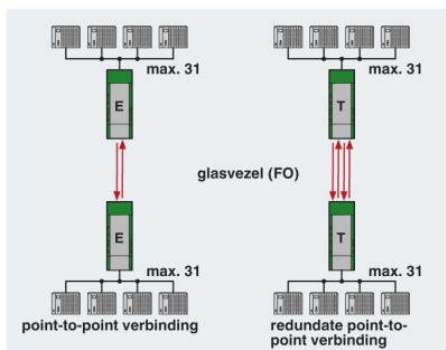 max. 31
max. 31
E
T
glasvezel (FO)
E
T
max. 31
max. 31
point-to-point verbinding
redundate point-to-
point verbinding